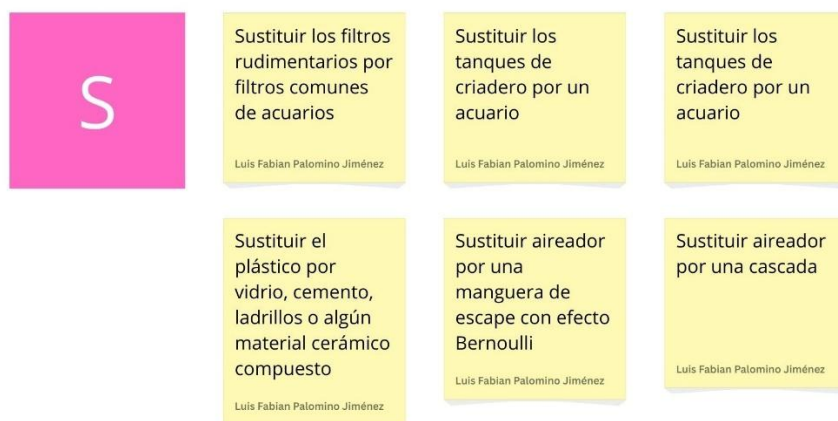 S
Sustituir los filtros
rudimentarios por
filtros comunes
de acuarios
Luis Fabian Palomino Jiménez
Sustituir los
tanques de
criadero por un
acuario
Luis Fabian Palomino Jiménez
Sustituir los
tanques de
criadero por un
acuario
Luis Fabian Palomino Jiménez
Sustituir el
plástico por
vidrio, cemento,
ladrillos o algún
material cerámico
compuesto
Luis Fabian Palomino Jiménez
Sustituir aireador
por una
manguera de
escape con efecto
Bernoulli
Luis Fabian Palomino Jiménez
Sustituir aireador
por una cascada
Luis Fabian Palomino Jiménez